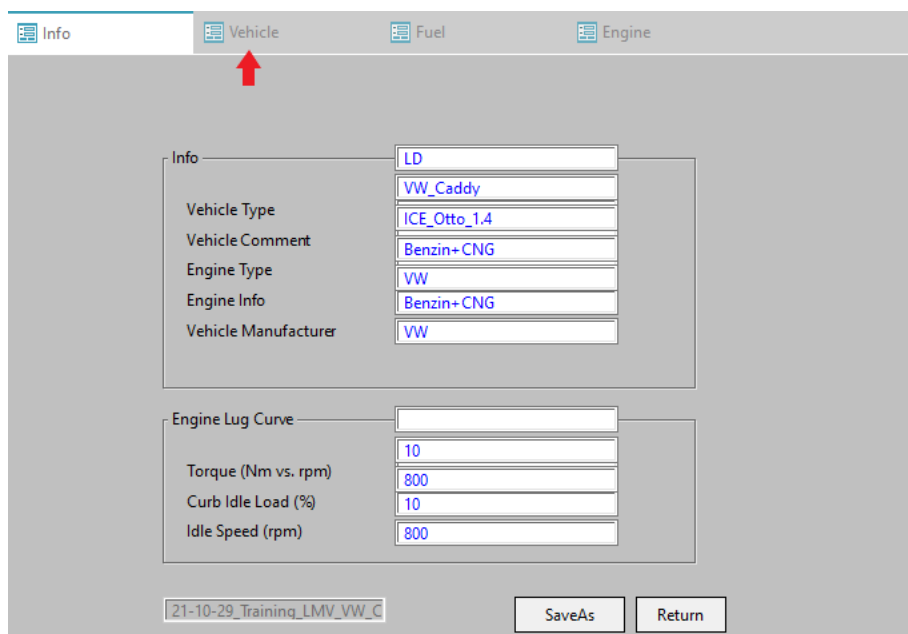 Info Vehicle Fuel Engine
Info
LD
VW_Caddy
Vehicle Type
ICE_Otto_1.4
Vehicle Comment
Benzin+CNG
Engine Type
VW
Engine Info
Benzin+CNG
Vehicle Manufacturer
VW
Engine Lug Curve
10
Torque (Nm vs. rpm)
800
Curb Idle Load (%)
10
Idle Speed (rpm)
800
21-10-29_Training_LMV_VW_C
SaveAs Return